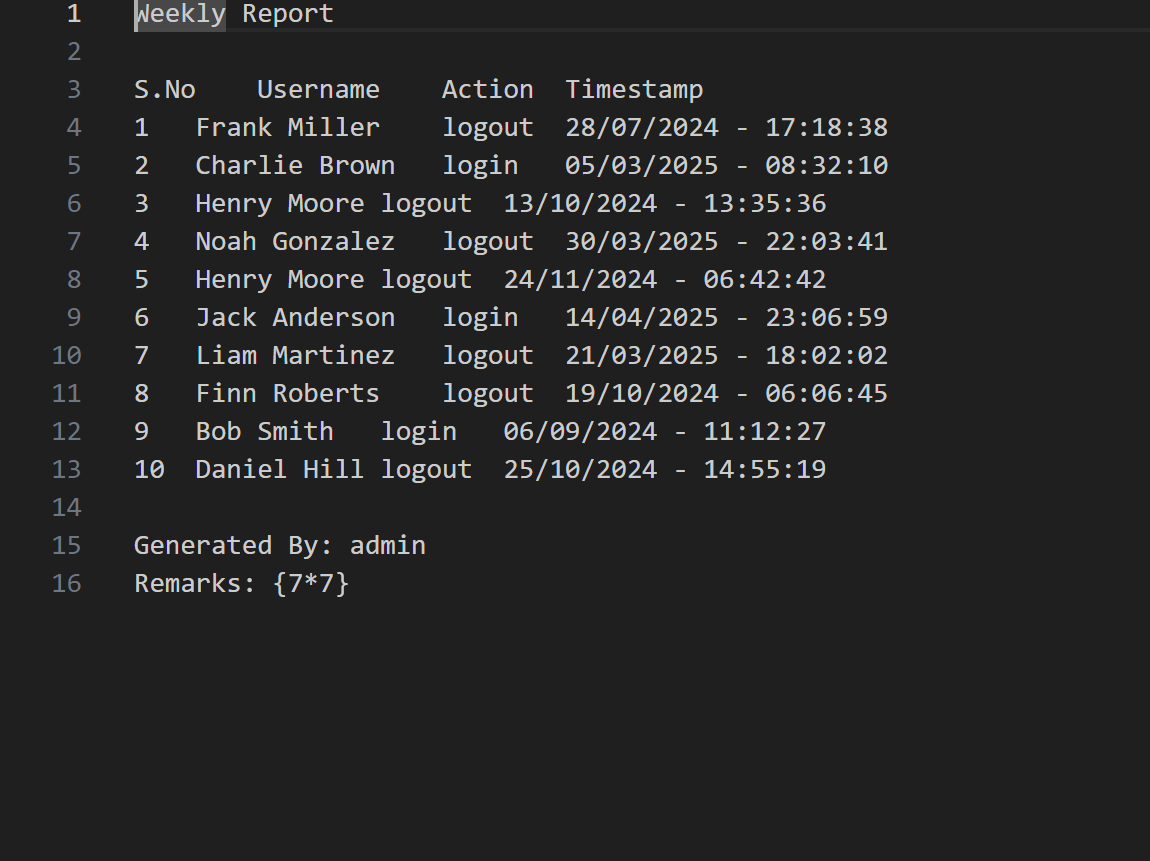 1 Weekly Report
2
3 S.No Username Action Timestamp
4 1 Frank Miller logout 28/07/2024 - 17:18:38
5 2 Charlie Brown login 05/03/2025 - 08:32:10
6 3 Henry Moore logout 13/10/2024 - 13:35:36
7 4 Noah Gonzalez logout 30/03/2025 - 22:03:41
8 5 Henry Moore logout 24/11/2024 - 06:42:42
9 6 Jack Anderson login 14/04/2025 - 23:06:59
10 7 Liam Martinez logout 21/03/2025 - 18:02:02
11 8 Finn Roberts logout 19/10/2024 - 06:06:45
12 9 Bob Smith login 06/09/2024 - 11:12:27
13 10 Daniel Hill logout 25/10/2024 - 14:55:19
14
15 Generated By: admin
16 Remarks: {7*7}